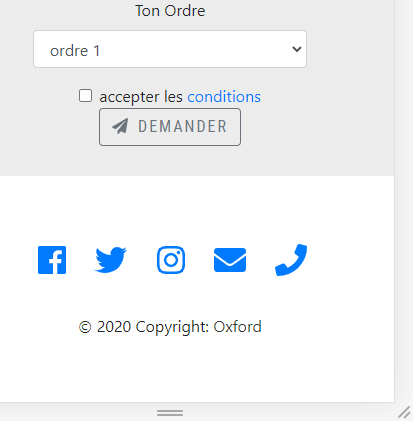 Ton Ordre
ordre 1
accepter les conditions
DEMANDER
© 2020 Copyright: Oxford